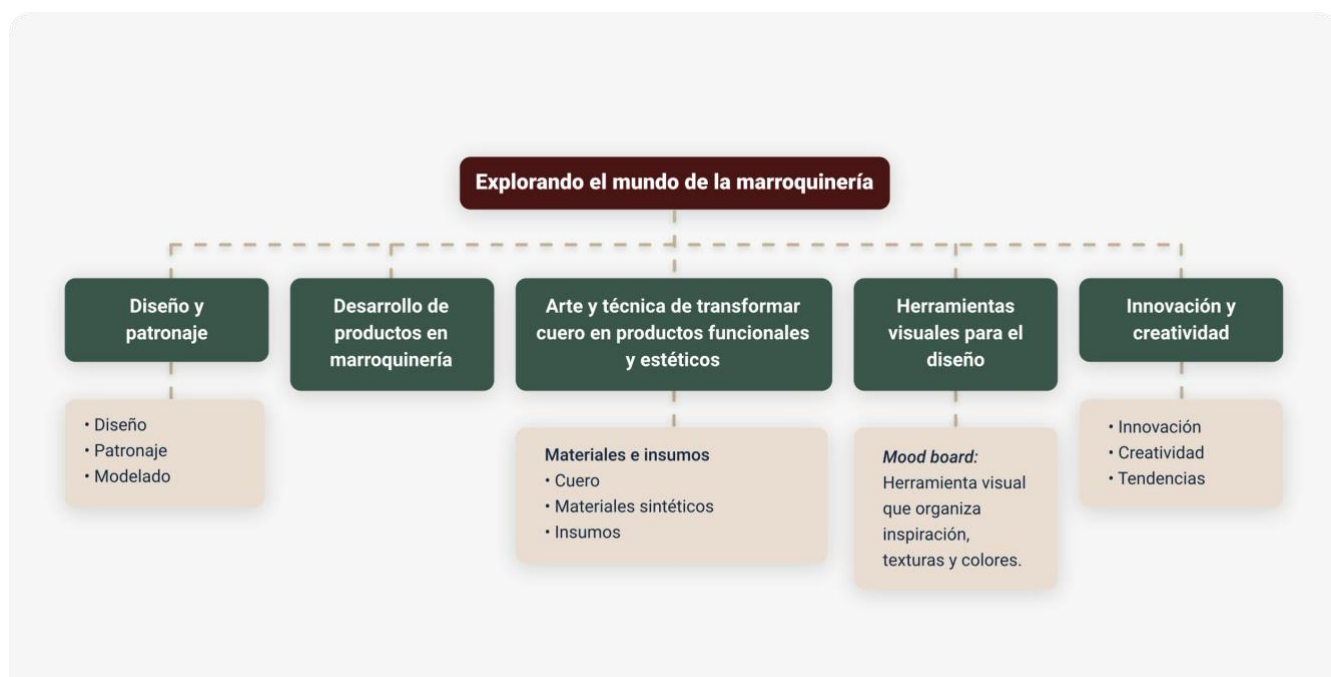 Explorando el mundo de la marroquinería
Diseño y
patronaje
• Diseño
• Patronaje
• Modelado
Desarrollo de
productos en
marroquinería
Arte y técnica de transformar
cuero en productos funcionales
y estéticos
Materiales e insumos
• Cuero
• Materiales sintéticos
• Insumos
Herramientas
visuales para el
diseño
Mood board:
Herramienta visual
que organiza
inspiración,
texturas y colores.
Innovación y
creatividad
• Innovación
• Creatividad
• Tendencias